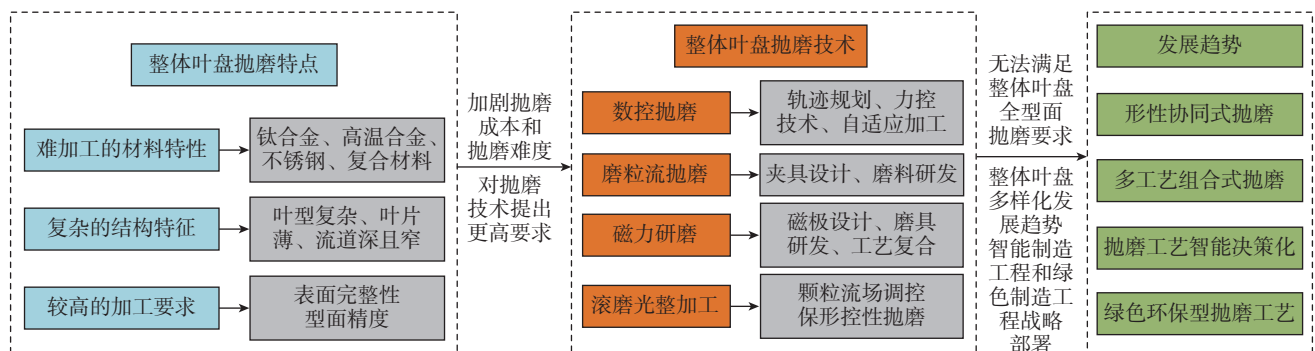 整体叶盘抛磨特点
难加工的材料特性
钛合金、高温合金、
不锈钢、复合材料
复杂的结构特征
叶型复杂、叶片
薄、流道深且窄
较高的加工要求
表面完整性
型面精度
加剧抛磨
成本和
抛磨难度
对抛磨
技术提出
更高要求
整体叶盘抛磨技术
数控抛磨
轨迹规划、力控
技术、自适应加工
磨粒流抛磨
夹具设计、磨料研发
磁力研磨
磁极设计、磨具
研发、工艺复合
滚磨光整加工
颗粒流场调控
保形控性抛磨
无法满足
整体叶盘
全型面
抛磨要求
整体叶盘
多样化发
展趋势
智能制造
工程和绿
色制造工
程战略
部署
发展趋势
形性协同式抛磨
多工艺组合式抛磨
抛磨工艺智能决策化
绿色环保型抛磨工艺